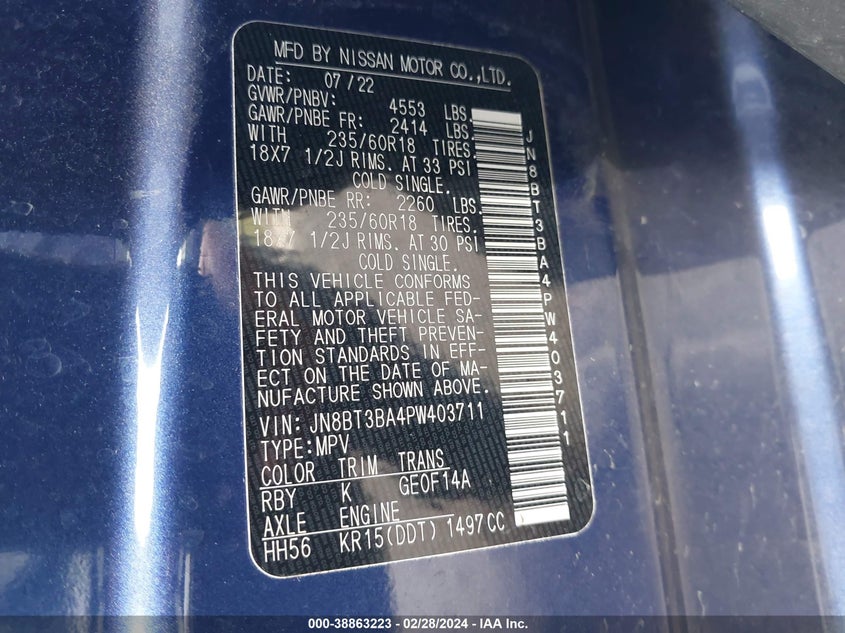 MFD BY NISSAN MOTOR CO.,LTD.
DATE: 07/22
GVWR/PNBV: 4553 LBS.
GAWR/PNBE FR: 2414 LBS.
WITH 235/60R18 TIRES.
18X7 1/2J RIMS. AT 33 PSI
COLD SINGLE.
GAWR/PNBE RR: 2260 LBS.
WITH 235/60R18 TIRES.
18X7 1/2J RIMS. AT 30 PSI
COLD SINGLE.
THIS VEHICLE CONFORMS
TO ALL APPLICABLE FED-
ERAL MOTOR VEHICLE SA-
FETY AND THEFT PREVEN-
TION STANDARDS IN EFF-
ECT ON THE DATE OF MA-
NUFACTURE SHOWN ABOVE.
VIN: JN8BT3BA4PW403711
TYPE:MPV
COLOR TRIM TRANS
RBY K GE0F14A
AXLE ENGINE
HH56 KR15(DDT) 1497CC
JN8BT3BA4PW403711
000-38863223 - 02/28/2024 - IAA Inc.